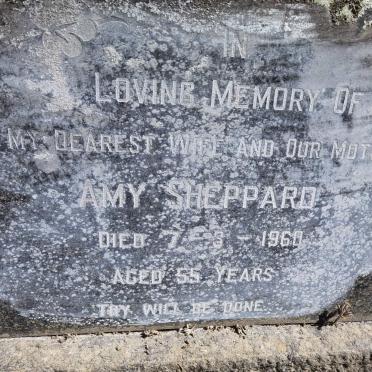 IN
LOVING MEMORY OF
MY DEAREST WIFE AND OUR MOT
AMY SHEPPARD
DIED 7 - 3 - 1960
AGED 55 YEARS
THY WILL BE DONE.